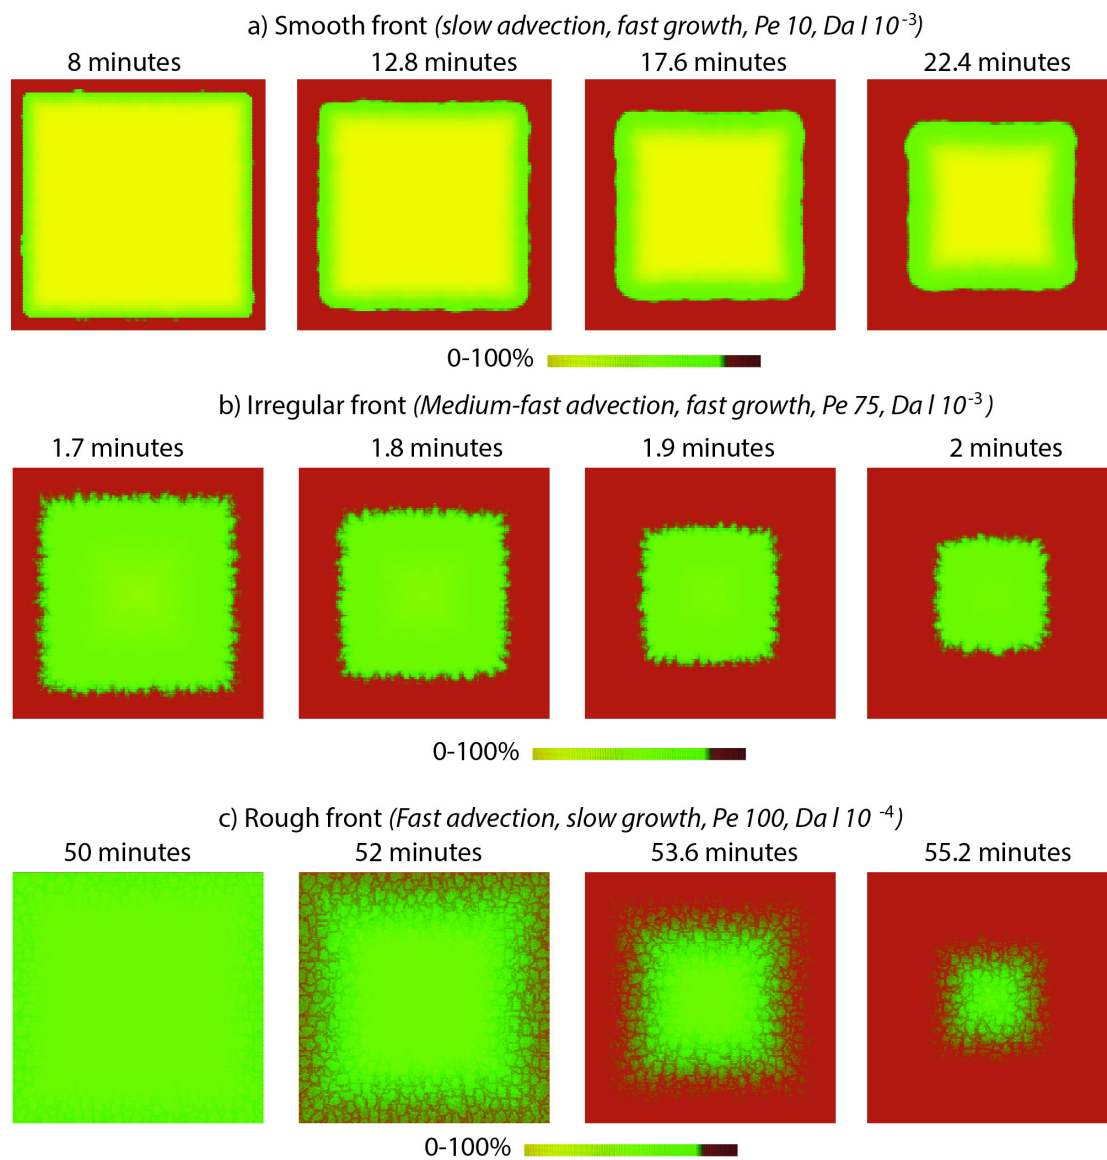 a) Smooth front (slow advection, fast growth, Pe 10, Da I 10 -3)
8 minutes 12.8 minutes 17.6 minutes 22.4 minutes
0-100%
b) Irregular front (Medium-fast advection, fast growth, Pe 75, Da I 10 -3)
1.7 minutes 1.8 minutes 1.9 minutes 2 minutes
0-100%
c) Rough front (Fast advection, slow growth, Pe 100, Da I 10 -4)
50 minutes 52 minutes 53.6 minutes 55.2 minutes
0-100%